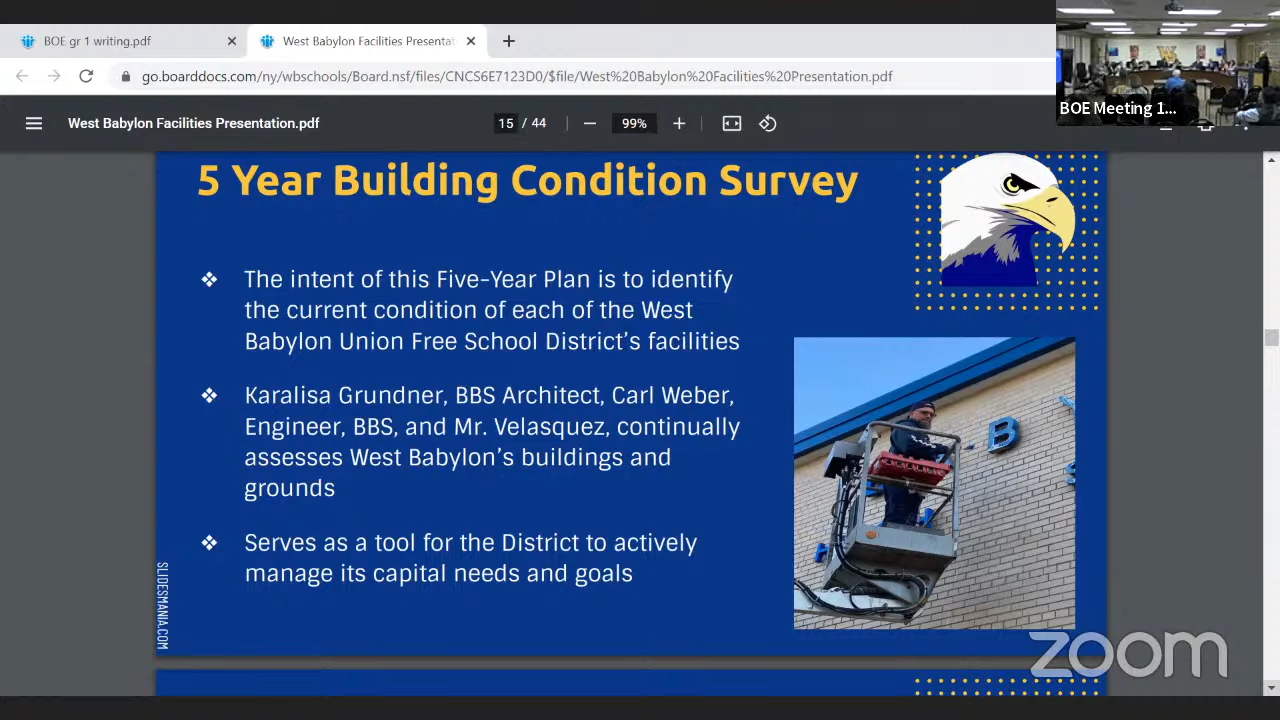 BOE gr 1 writing.pdf
West Babylon Facilities Presentat
go.boarddocs.com/ny/wbschools/Board.nsf/files/CNCS6E7123D0/$file/West%20Babylon%20Facilities%20Presentation.pdf
BOE Meeting 1...
West Babylon Facilities Presentation.pdf
15 / 44
99%
5 Year Building Condition Survey
❖ The intent of this Five-Year Plan is to identify
the current condition of each of the West
Babylon Union Free School District's facilities
❖ Karalisa Grundner, BBS Architect, Carl Weber,
Engineer, BBS, and Mr. Velasquez, continually
assesses West Babylon's buildings and
grounds
❖ Serves as a tool for the District to actively
manage its capital needs and goals
SLIDESMANIA.COM
B
W
zoom